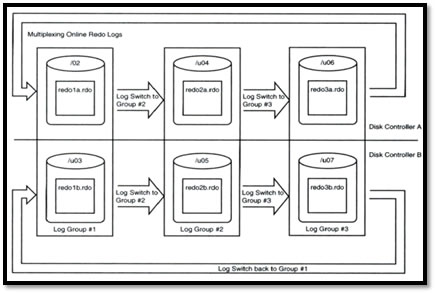 Multiplexing Online Redo Logs
/02
/u04
/u06
redo1a.rdo
Log Switch to
Group #2
redo2a.rdo
Log Switch to
Group #3
redo3a.rdo
Disk Controller A
Disk Controller B
/u03
/u05
/u07
redo1b.rdo
Log Switch to
Group #2
redo2b.rdo
Log Switch to
Group #3
redo3b.rdo
Log Group #1
Log Group #2
Log Group #3
Log Switch back to Group #1